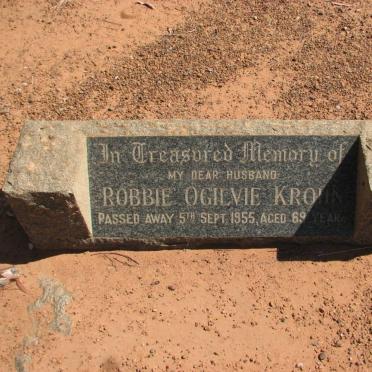 In Treasured Memory of
MY DEAR HUSBAND
ROBBIE OGILVIE KROHN
PASSED AWAY 5TH SEPT. 1955, AGED 69 YEARS.